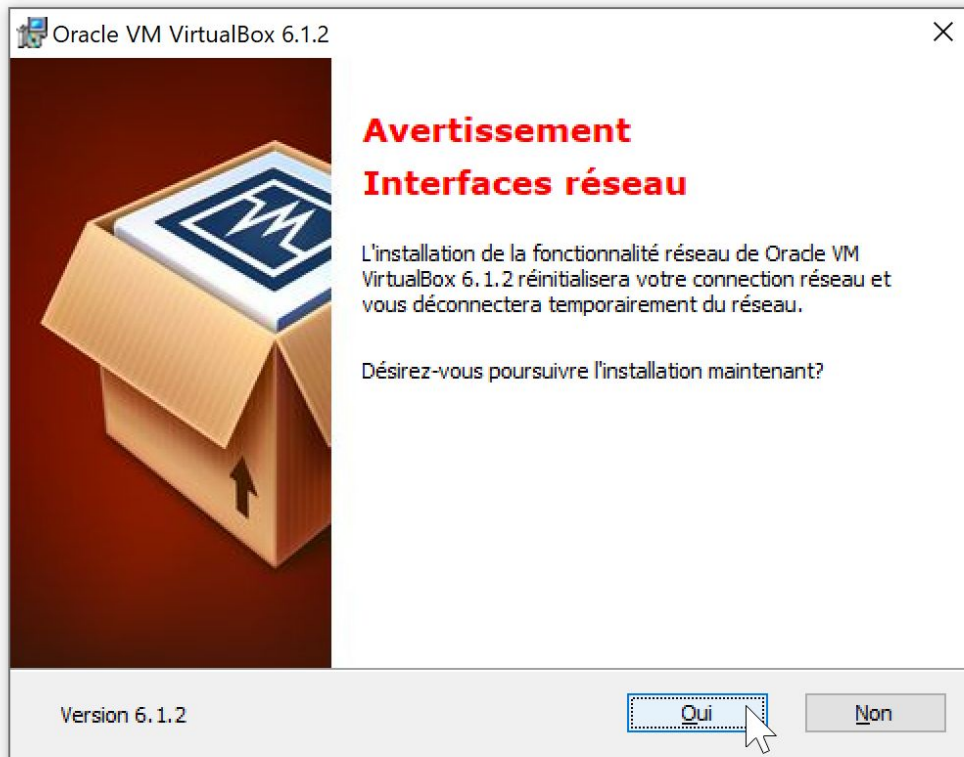 Oracle VM VirtualBox 6.1.2
Avertissement
Interfaces réseau
L'installation de la fonctionnalité réseau de Oracle VM
VirtualBox 6.1.2 réinitialisera votre connection réseau et
vous déconnectera temporairement du réseau.
Désirez-vous poursuivre l'installation maintenant?
Version 6.1.2
Oui
Non